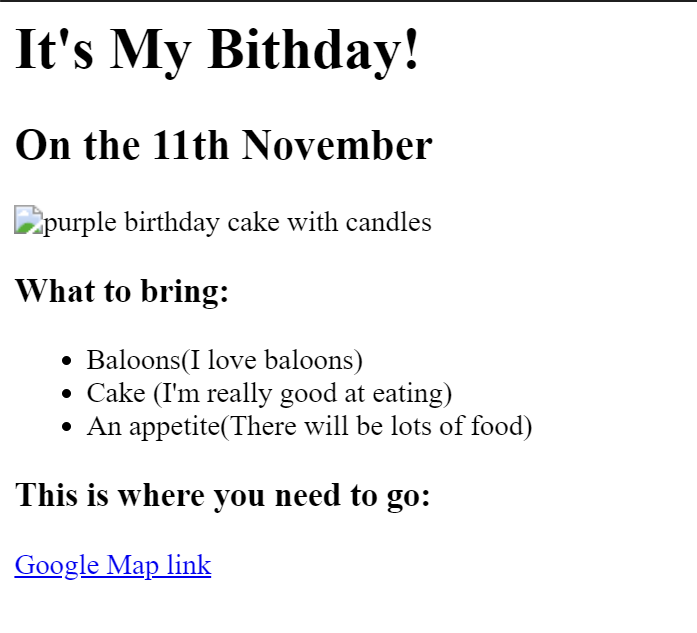 It's My Bithday!
On the 11th November
purple birthday cake with candles
What to bring:
Baloons(I love baloons)
Cake (I'm really good at eating)
An appetite(There will be lots of food)
This is where you need to go:
Google Map link